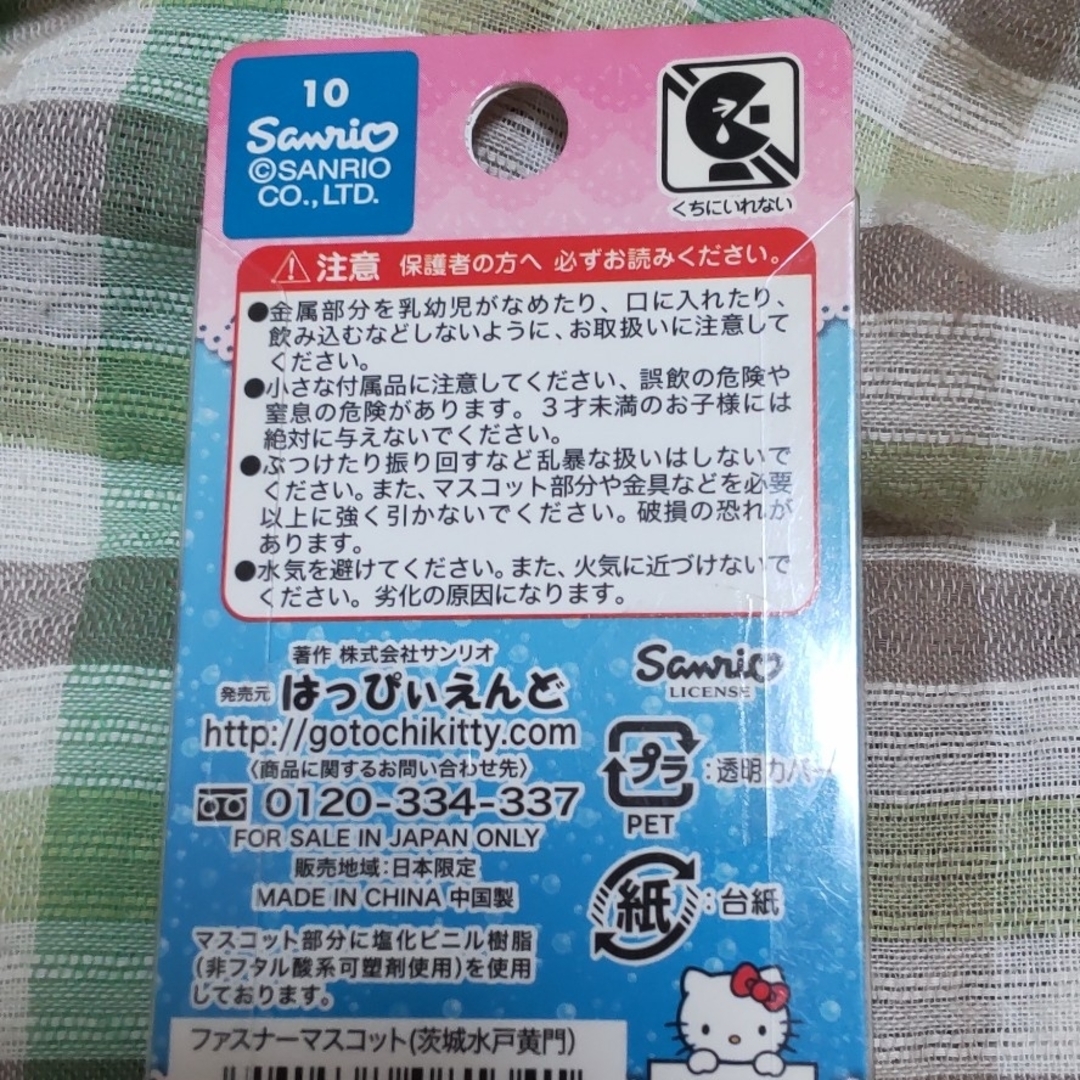 10
Sanrio
©SANRIO
CO., LTD.
くちにいれない
注意 保護者の方へ 必ずお読みください。
●金属部分を乳幼児がなめたり、口に入れたり、
飲み込むなどしないように、お取扱いに注意して
ください。
●小さな付属品に注意してください、誤飲の危険や
窒息の危険があります。3才未満のお子様には
絶対に与えないでください。
●ぶつけたり振り回すなど乱暴な扱いはしないで
ください。また、マスコット部分や金具などを必要
以上に強く引かないでください。破損の恐れが
あります。
●水気を避けてください。また、火気に近づけないで
ください。劣化の原因になります。
著作 株式会社サンリオ
発売元 はっぴぃえんど
http://gotochikitty.com
〈商品に関するお問い合わせ先〉
0120-334-337
FOR SALE IN JAPAN ONLY
販売地域:日本限定
MADE IN CHINA 中国製
マスコット部分に塩化ビニル樹脂
(非フタル酸系可塑剤使用)を使用
しております。
Sanrio
LICENSE
プラ:透明カバー
PET
紙:台紙
ファスナーマスコット(茨城水戸黄門)